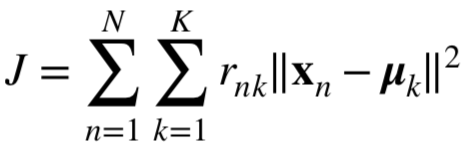 J = \sum_{n=1}^{N} \sum_{k=1}^{K} r_{nk} \|\mathbf{x}_n - \boldsymbol{\mu}_k\|^2